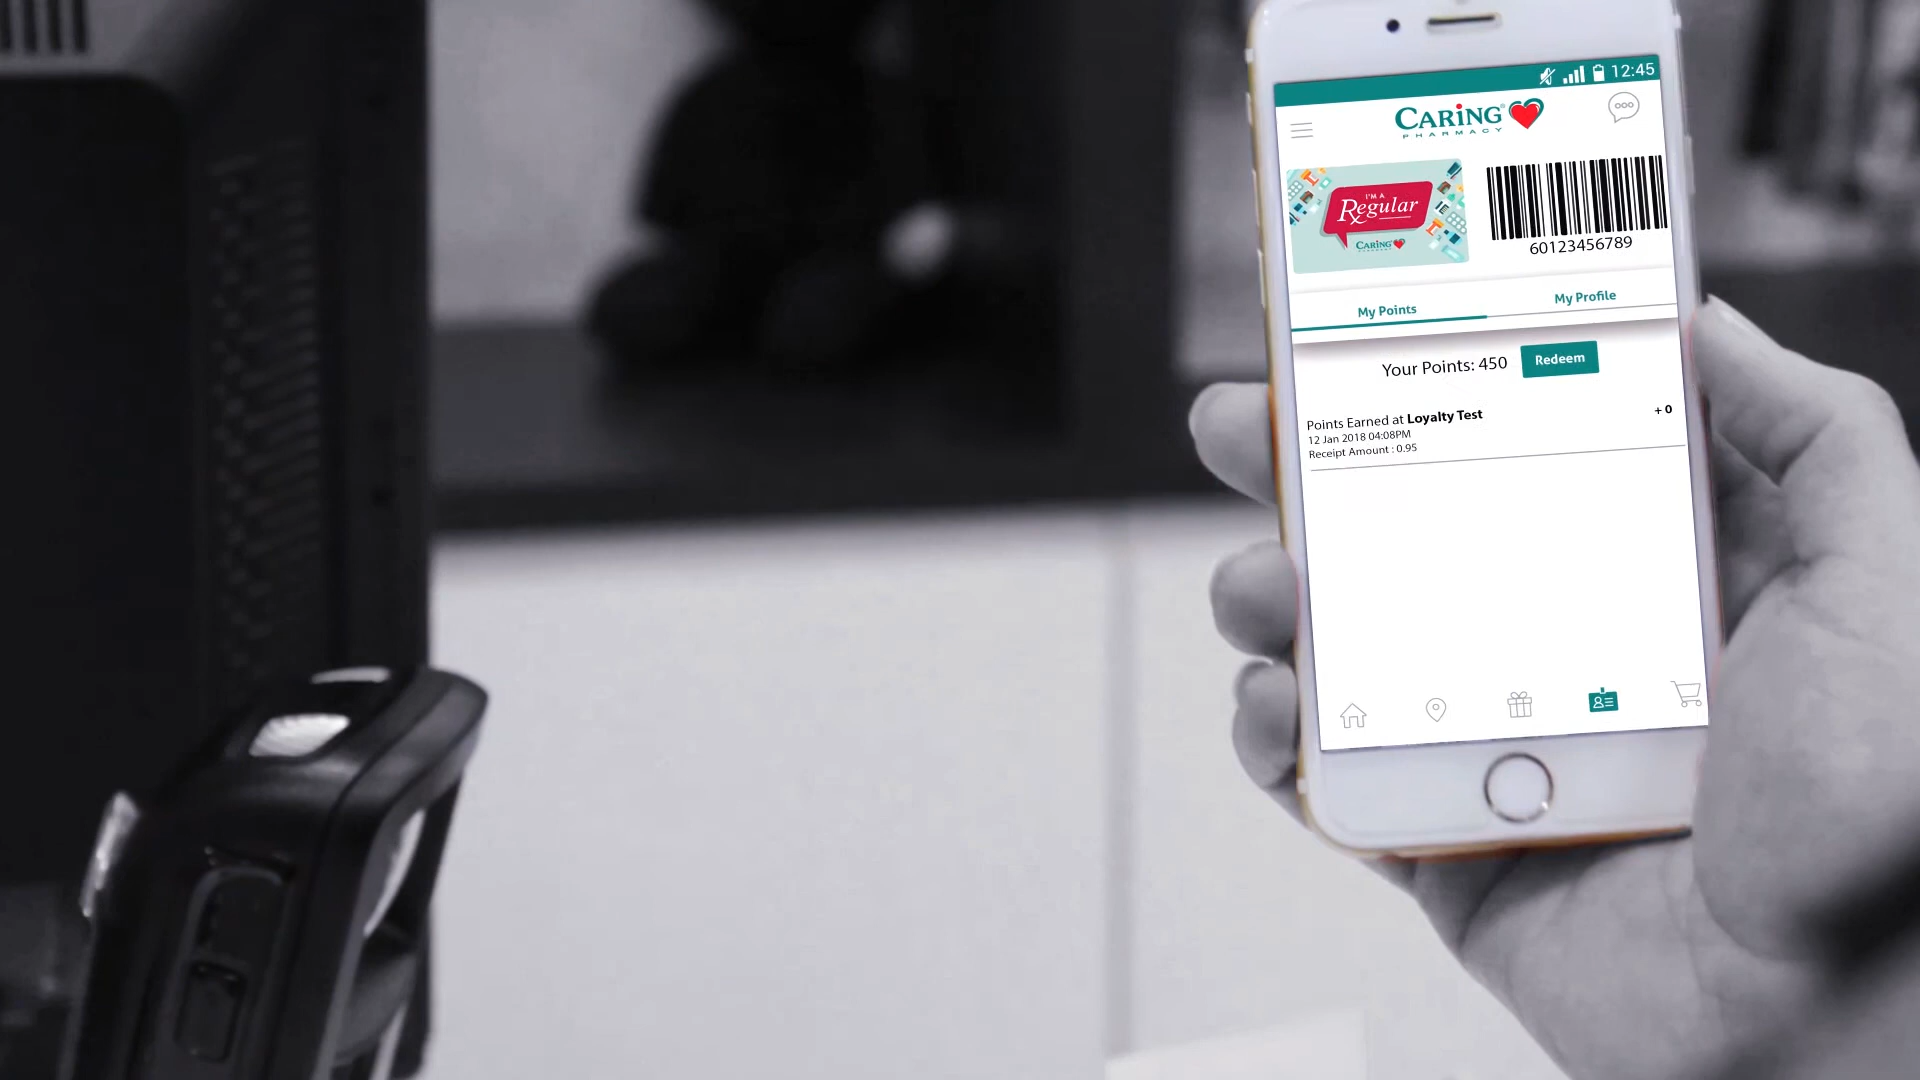 12:45
CARiNG®
PHARMACY
I'M A
Regular
CARiNG
60123456789
My Points
My Profile
Your Points: 450
Redeem
Points Earned at Loyalty Test
+ 0
12 Jan 2018 04:08PM
Receipt Amount : 0.95